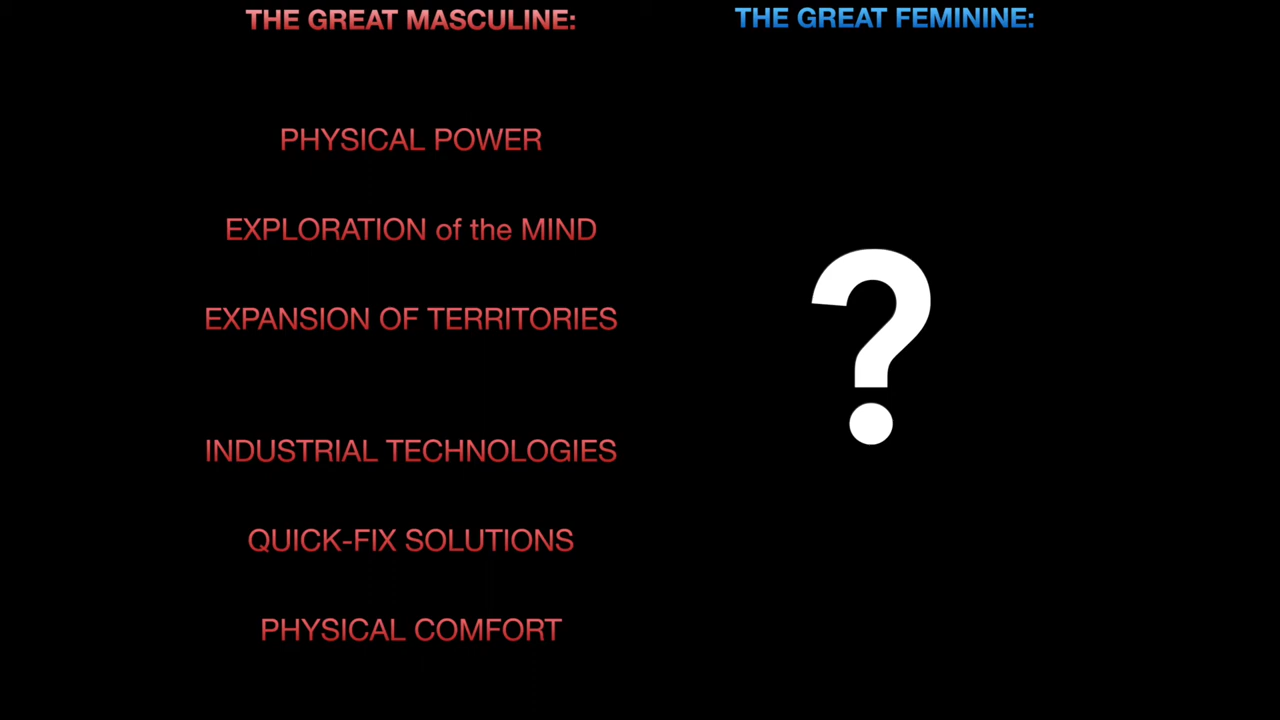 THE GREAT MASCULINE:
THE GREAT FEMININE:
PHYSICAL POWER
EXPLORATION of the MIND
EXPANSION OF TERRITORIES
?
INDUSTRIAL TECHNOLOGIES
QUICK-FIX SOLUTIONS
PHYSICAL COMFORT